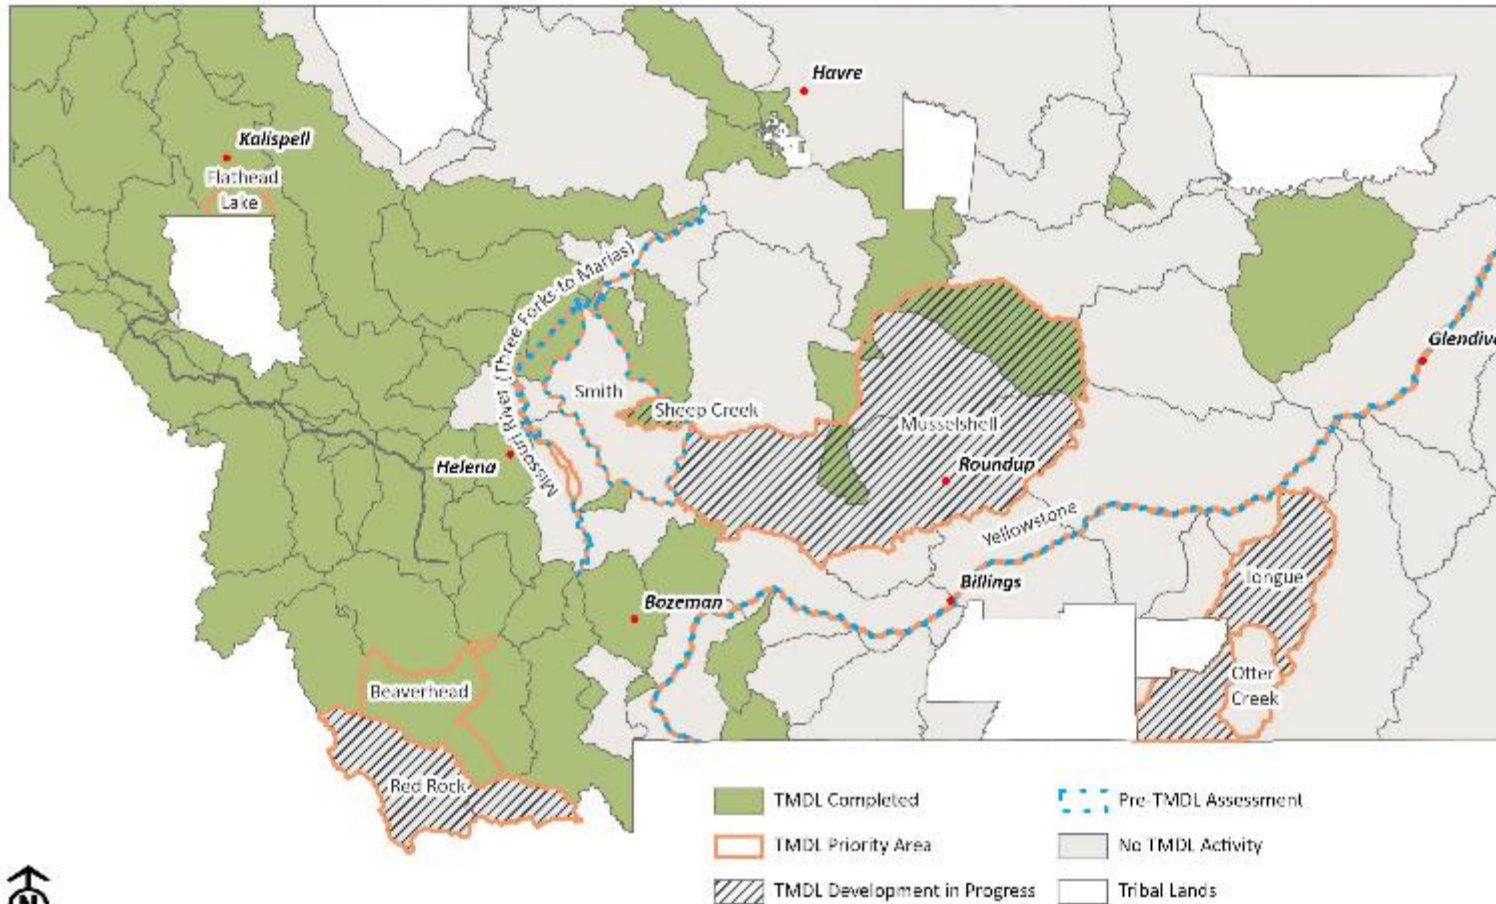 Havre
Kalispell
Flathead
Lake
Missouri River (Three Forks to Marias)
Glendive
Smith
Sheep Creek
Musselshell
Helena
Roundup
Yellowstone
Tongue
Billings
Bozeman
Otter
Creek
Beaverhead
Red Rock
TMDL Completed
Pre-TMDL Assessment
TMDL Priority Area
No TMDL Activity
TMDL Development in Progress
Tribal Lands
N